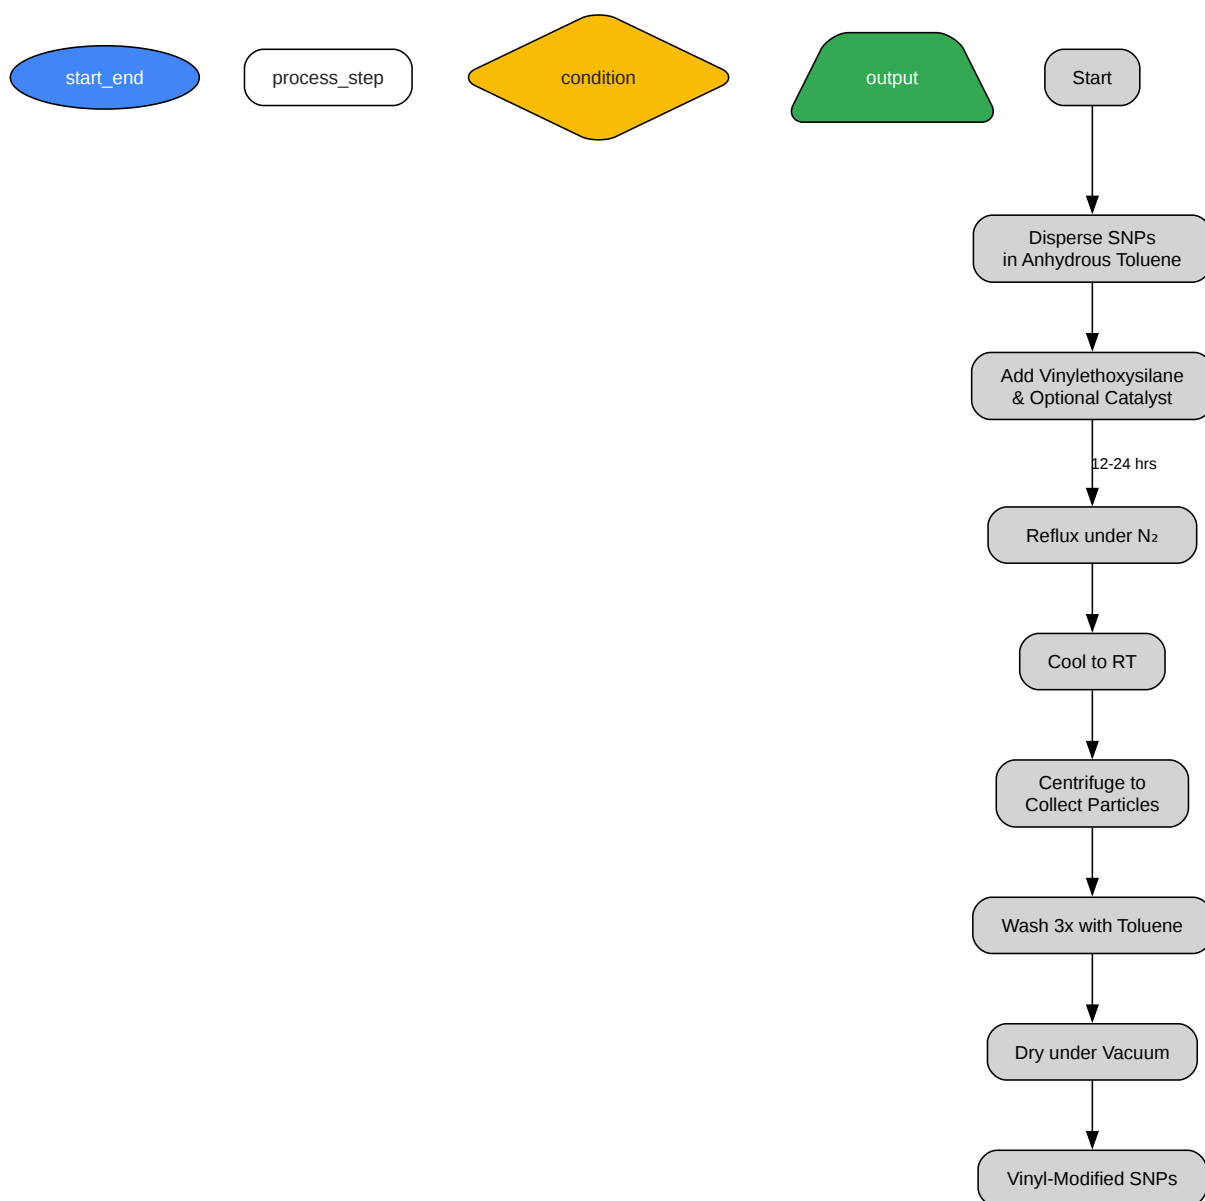 start_end
process_step
condition
output
Start
Disperse SNPs
in Anhydrous Toluene
Add Vinylethoxysilane
& Optional Catalyst
12-24 hrs
Reflux under N₂
Cool to RT
Centrifuge to
Collect Particles
Wash 3x with Toluene
Dry under Vacuum
Vinyl-Modified SNPs